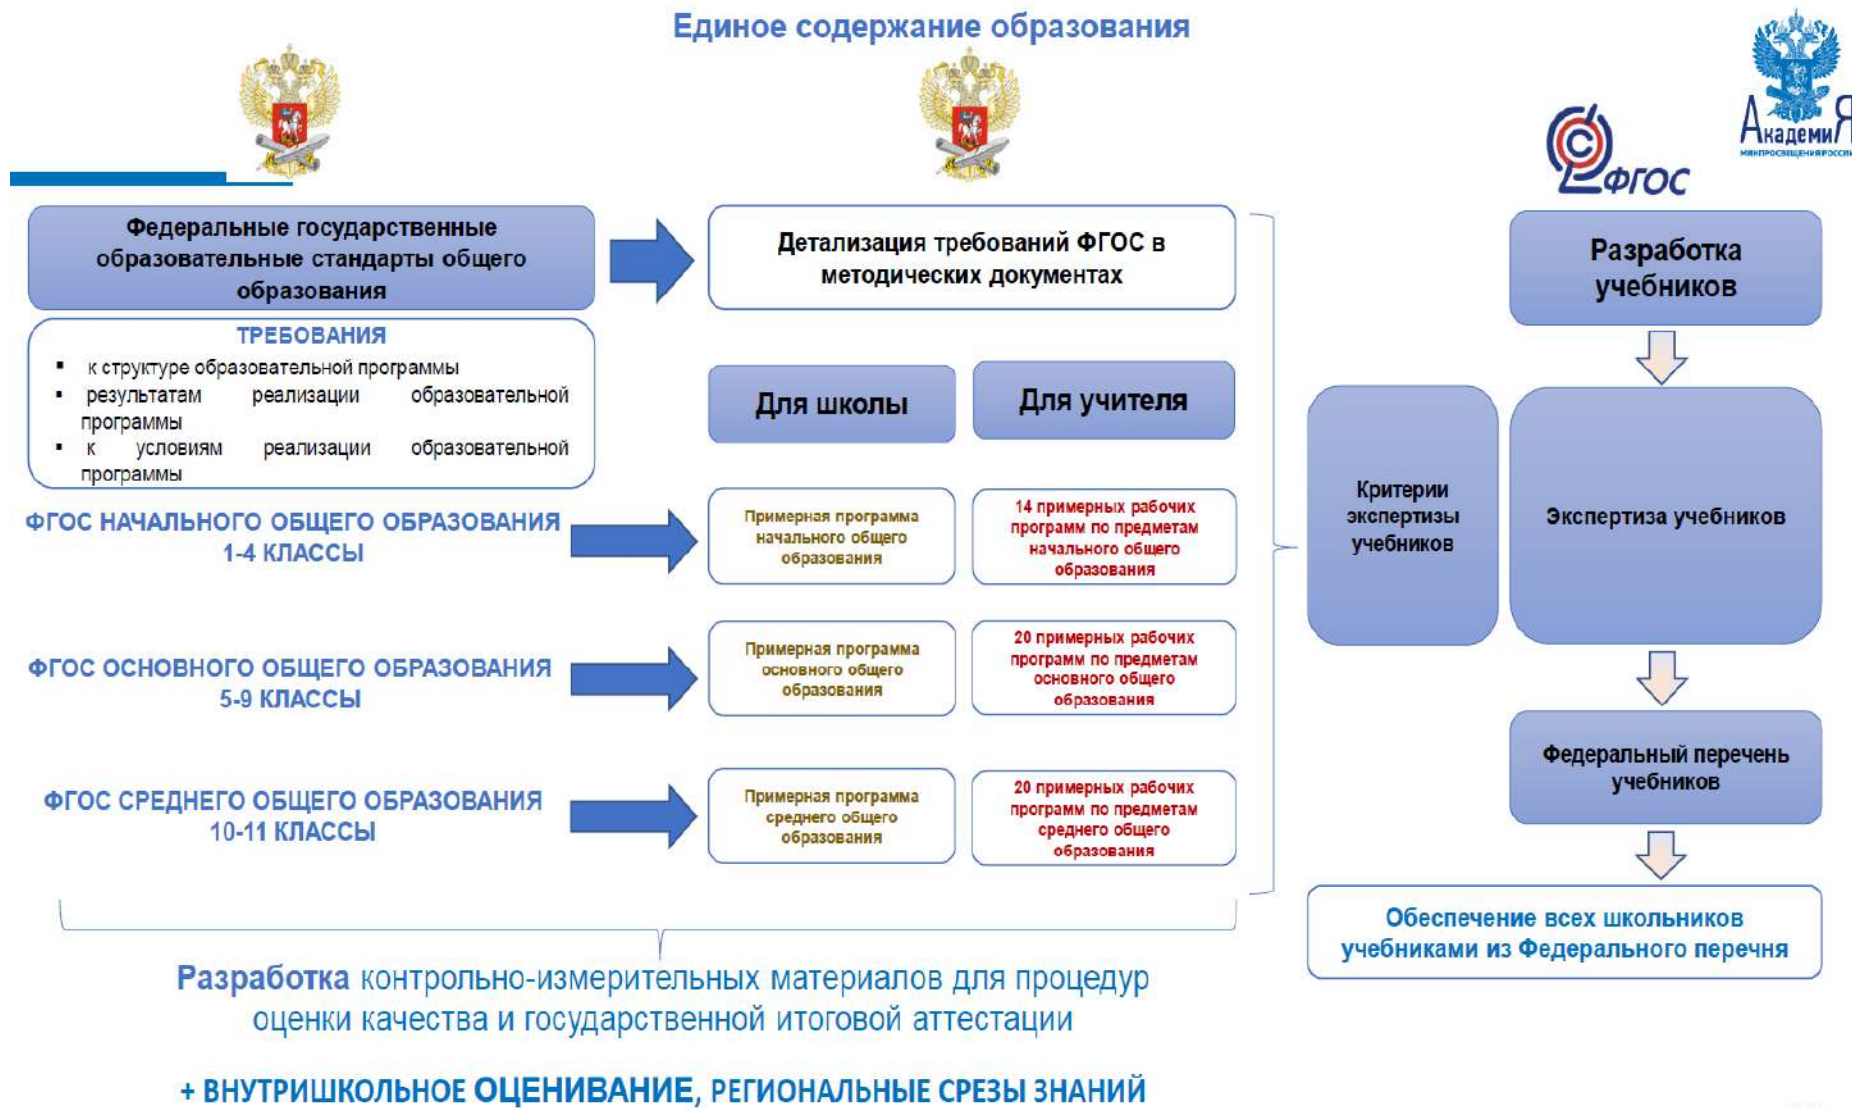 Единое содержание образования
АкадемиЯ
МИНПРОСВЕЩЕНИЯ РОССИИ
ФГОС
Федеральные государственные
образовательные стандарты общего
образования
ТРЕБОВАНИЯ
▪ к структуре образовательной программы
▪ результатам реализации образовательной
программы
▪ к условиям реализации образовательной
программы
Детализация требований ФГОС в
методических документах
Для школы
Для учителя
ФГОС НАЧАЛЬНОГО ОБЩЕГО ОБРАЗОВАНИЯ
1-4 КЛАССЫ
Примерная программа
начального общего
образования
14 примерных рабочих
программ по предметам
начального общего
образования
ФГОС ОСНОВНОГО ОБЩЕГО ОБРАЗОВАНИЯ
5-9 КЛАССЫ
Примерная программа
основного общего
образования
20 примерных рабочих
программ по предметам
основного общего
образования
ФГОС СРЕДНЕГО ОБЩЕГО ОБРАЗОВАНИЯ
10-11 КЛАССЫ
Примерная программа
среднего общего
образования
20 примерных рабочих
программ по предметам
среднего общего
образования
Разработка
учебников
Критерии
экспертизы
учебников
Экспертиза учебников
Федеральный перечень
учебников
Обеспечение всех школьников
учебниками из Федерального перечня
Разработка контрольно-измерительных материалов для процедур
оценки качества и государственной итоговой аттестации
+ ВНУТРИШКОЛЬНОЕ ОЦЕНИВАНИЕ, РЕГИОНАЛЬНЫЕ СРЕЗЫ ЗНАНИЙ